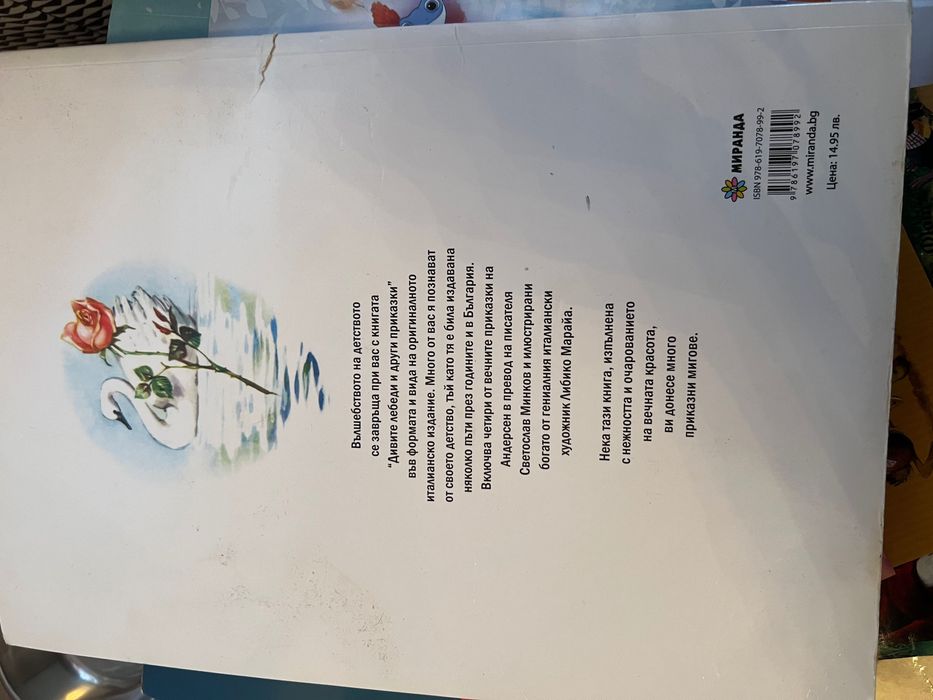 Вълшебството на детството
се завръща при вас с книгата
“Дивите лебеди и други приказки”
във формата и вида на оригиналното
италианско издание. Много от вас я познават
от своето детство, тъй като тя е била издавана
няколко пъти през годините и в България.
Включва четири от вечните приказки на
Андерсен в превод на писателя
Светослав Минков и илюстрирани
богато от гениалния италиански
художник Либико Марайа.
Нека тази книга, изпълнена
с нежността и очарованието
на вечната красота,
ви донесе много
приказни мигове.
МИРАНДА
ISBN 978-619-7078-99-2
9 786197 078992
www.miranda.bg
Цена: 14.95 лв.